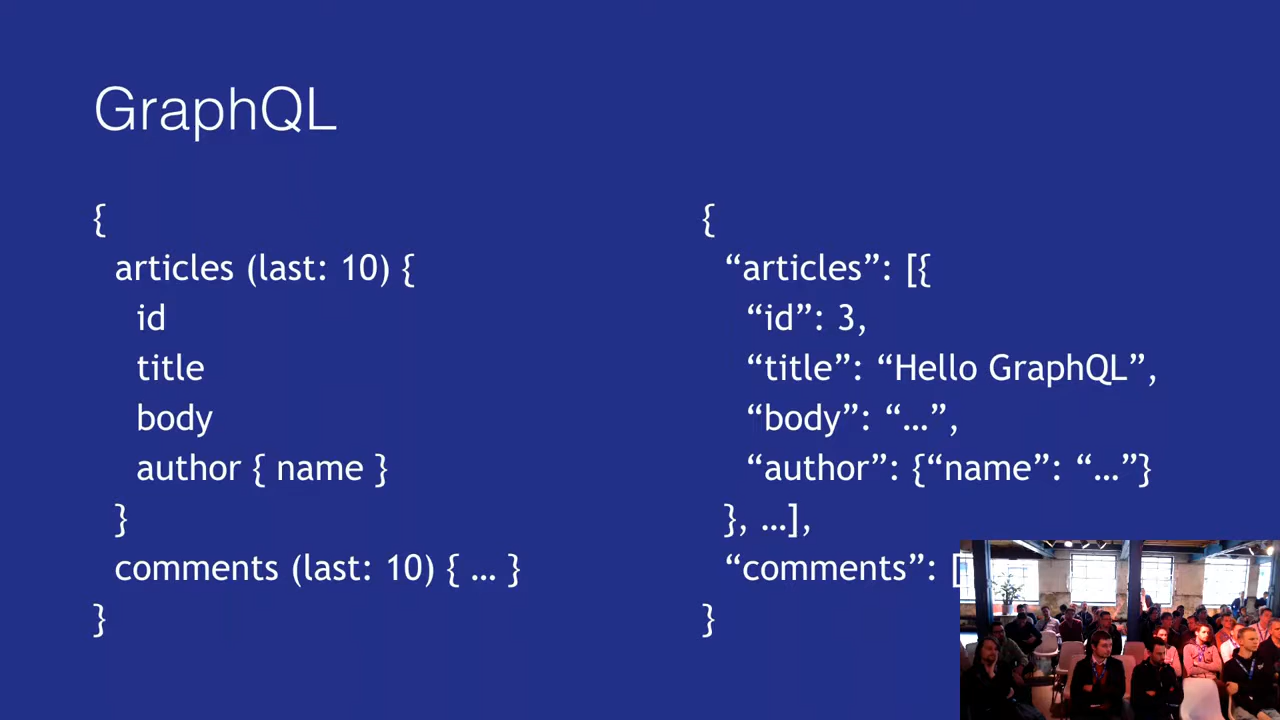 GraphQL
{
articles (last: 10) {
id
title
body
author { name }
}
comments (last: 10) { … }
}
{
“articles”: [{
“id”: 3,
“title”: “Hello GraphQL”,
“body”: “…”,
“author”: {“name”: “…”}
}, …],
“comments”: [
}